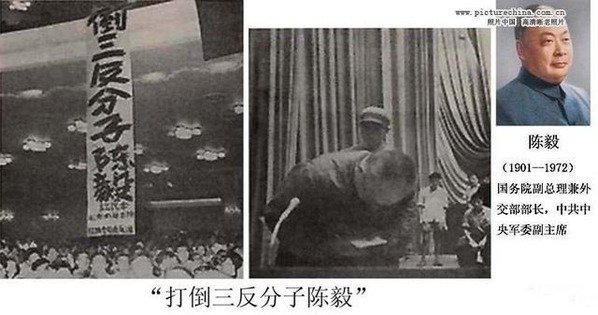 www.picturechina.com.cn
照片中国 高清晰老照片
倒三反分子陈毅
陈毅
（1901—1972）
国务院副总理兼外
交部部长，中共中
央军委副主席
“打倒三反分子陈毅”